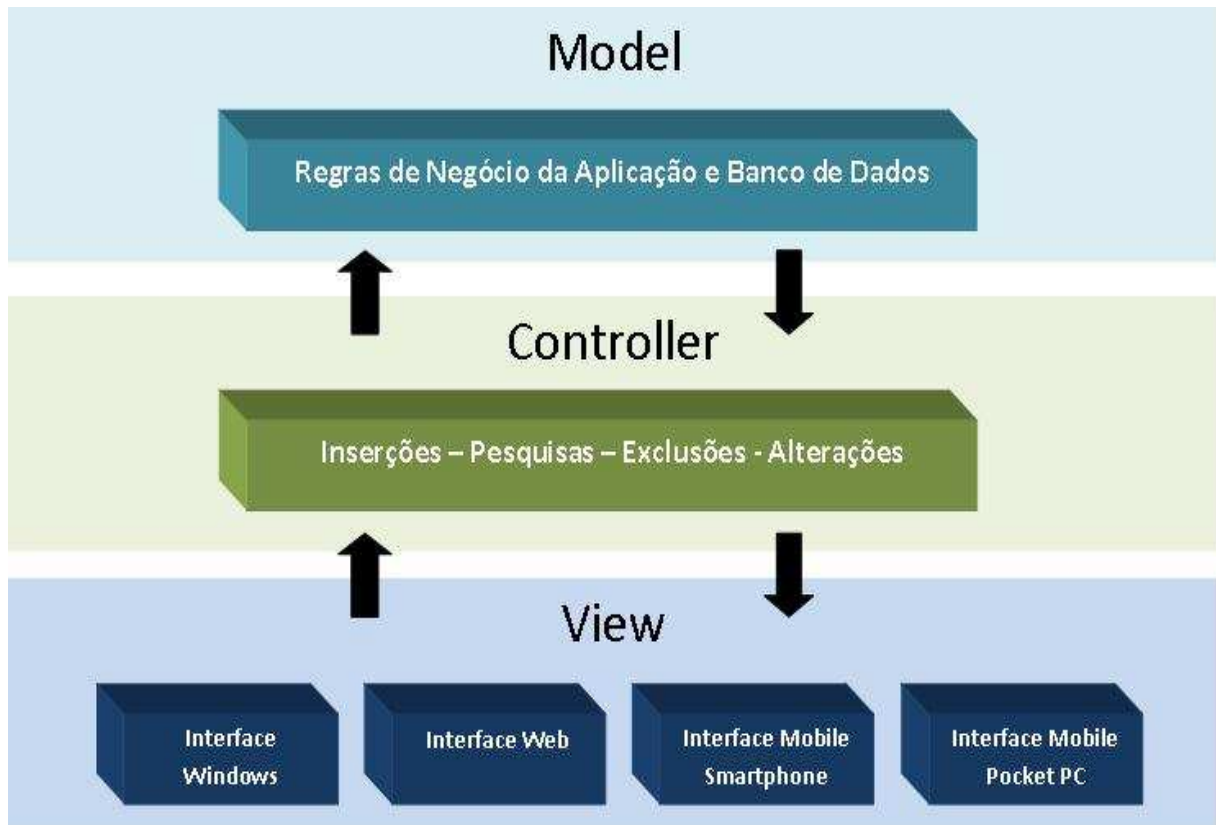 Model
Regras de Negócio da Aplicação e Banco de Dados
Controller
Inserções – Pesquisas – Exclusões - Alterações
View
Interface
Windows
Interface Web
Interface Mobile
Smartphone
Interface Mobile
Pocket PC